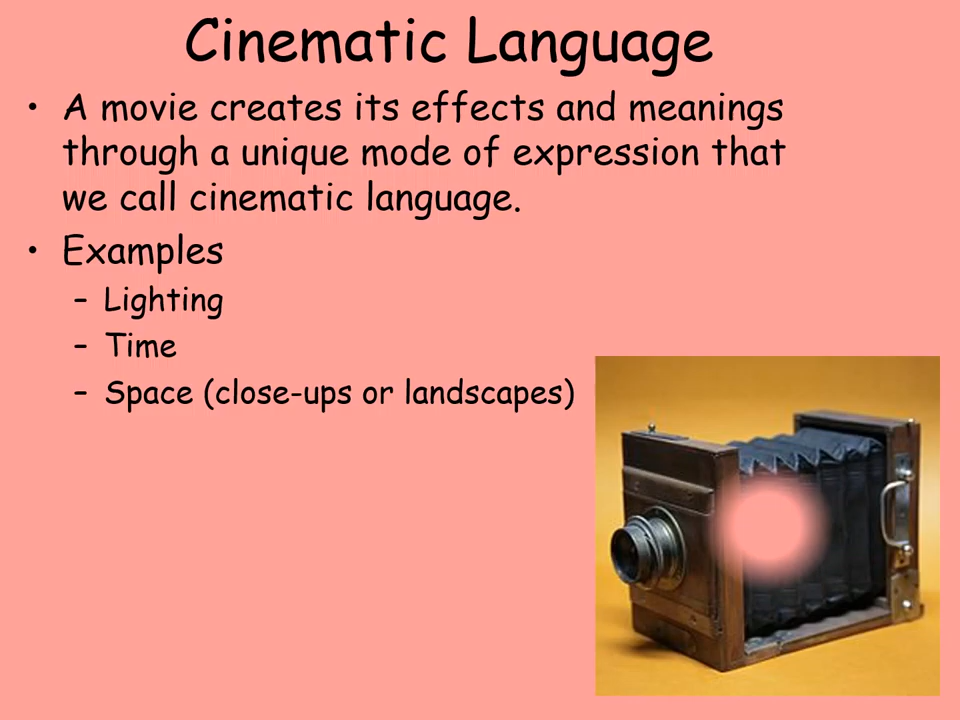 Cinematic Language
• A movie creates its effects and meanings
through a unique mode of expression that
we call cinematic language.
• Examples
– Lighting
– Time
– Space (close-ups or landscapes)